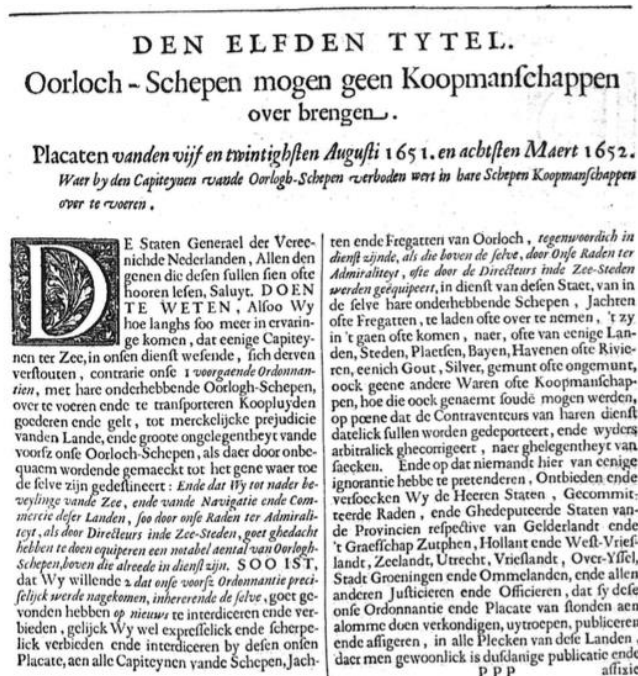 DEN ELFDEN TYTEL.
Oorloch-Schepen mogen geen Koopmanſchappen
over brengen.
Placaten vanden vijf en twintighſten Auguſti 1651. en achtſten Maert 1652.
Waer by den Capiteynen vande Oorlogh-Schepen verboden wert in hare Schepen Koopmanſchappen
over te voeren.
DE Staten Generael der Veree-
nichde Nederlanden, Allen den
genen die deſen ſullen ſien ofte
hooren leſen, Saluyt. DOEN
TE WETEN, Alſoo Wy
hoe langhs ſoo meer in ervarin-
ge komen, dat eenige Capitey-
nen ter Zee, in onſen dienſt weſende, ſich derven
verſtouten, contrarie onſe 1 voorgaende Ordonnan-
tien, met hare onderhebbende Oorlogh-Schepen,
over te voeren ende te tranſporteren Koopluyden
goederen ende gelt, tot merckelijcke prejudicie
vanden Lande, ende groote ongelegentheyt vande
voorſz onſe Oorloch-Schepen, als daer door onbe-
quaem wordende gemaeckt tot het gene waer toe
de ſelve zijn gedeſtineert: Ende dat Wy tot nader be-
veylinge vande Zee, ende vande Navigatie ende Com-
mercie deſer Landen, ſoo door onſe Raden ter Admirali-
teyt, als door Directeurs inde Zee-Steden, goet ghedacht
hebben te doen equiperen een notabel aental van Oorlogh-
Schepen, boven die alreede in dienſt zijn. SOO IST,
dat Wy willende 2 dat onſe voorſz Ordonnantie preci-
ſelijck werde nagekomen, inhererende de ſelve, goet ge-
vonden hebben op nieuws te interdiceren ende ver-
bieden, gelijck Wy wel expreſſelick ende ſcherpe-
lick verbieden ende interdiceren by deſen onſen
Placate, aen alle Capiteynen vande Schepen, Jach-
ten ende Fregatten van Oorloch, tegenwoordich in
dienſt zijnde, als die boven de ſelve, door Onſe Raden ter
Admiraliteyt, ofte door de Directeurs inde Zee-Steden
werden geëquipeert, in dienſt van deſen Staet, van in
de ſelve hare onderhebbende Schepen, Jachten
ofte Fregatten, te laden ofte over te nemen, 't zy
in 't gaen ofte komen, naer, ofte van eenige Lan-
den, Steden, Plaetſen, Bayen, Havenen ofte Rivie-
ren, eenich Gout, Silver, gemunt ofte ongemunt,
oock geene andere Waren ofte Koopmanſchap-
pen, hoe die oock genaemt ſoude mogen werden,
op poene dat de Contraventeurs van haren dienſt
datelick ſullen worden gedeporteert, ende wyders
arbitralick ghecorrigeert, naer ghelegentheyt van
ſaecken. Ende op dat niemandt hier van eenige
ignorantie hebbe te pretenderen, Ontbieden ende
verſoecken Wy de Heeren Staten, Gecommit-
teerde Raden, ende Ghedeputeerde Staten van-
de Provincien reſpective van Gelderlandt ende
't Graefſchap Zutphen, Hollant ende Weſt-Vrieſ-
landt, Zeelandt, Utrecht, Vrieſlandt, Over-Yſſel,
Stadt Groeningen ende Ommelanden, ende allen
anderen Juſticieren ende Officieren, dat ſy deſe
onſe Ordonnantie ende Placate van ſtonden aen
alomme doen verkondigen, uytroepen, publiceren
ende affigeren, in alle Plecken van deſe Landen,
daer men gewoonlick is dusdanige publicatie ende
PPP affixie